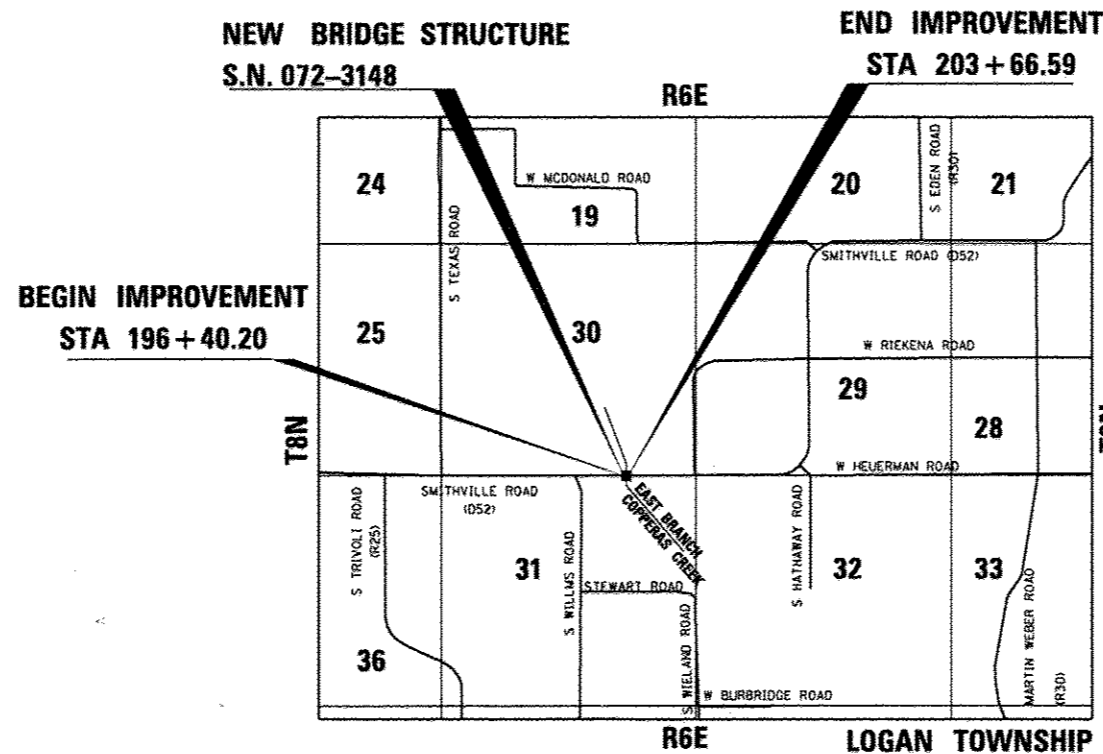 NEW BRIDGE STRUCTURE
S.N. 072-3148
END IMPROVEMENT
STA 203+66.59
R6E
24
W MCDONALD ROAD
19
20
S EDEN ROAD
(R30)
21
S TEXAS ROAD
SMITHVILLE ROAD (D52)
BEGIN IMPROVEMENT
STA 196+40.20
25
30
W RIEKENA ROAD
29
28
T8N
W HEUERMAN ROAD
SMITHVILLE ROAD
(D52)
EAST BRANCH
COPPERAS CREEK
S TRIVOLI ROAD
(R25)
31
S WILLMS ROAD
STEWART ROAD
S HATHAWAY ROAD
32
33
MARTIN WEBER ROAD
(R30)
36
S WIELAND ROAD
W BURBRIDGE ROAD
R6E
LOGAN TOWNSHIP